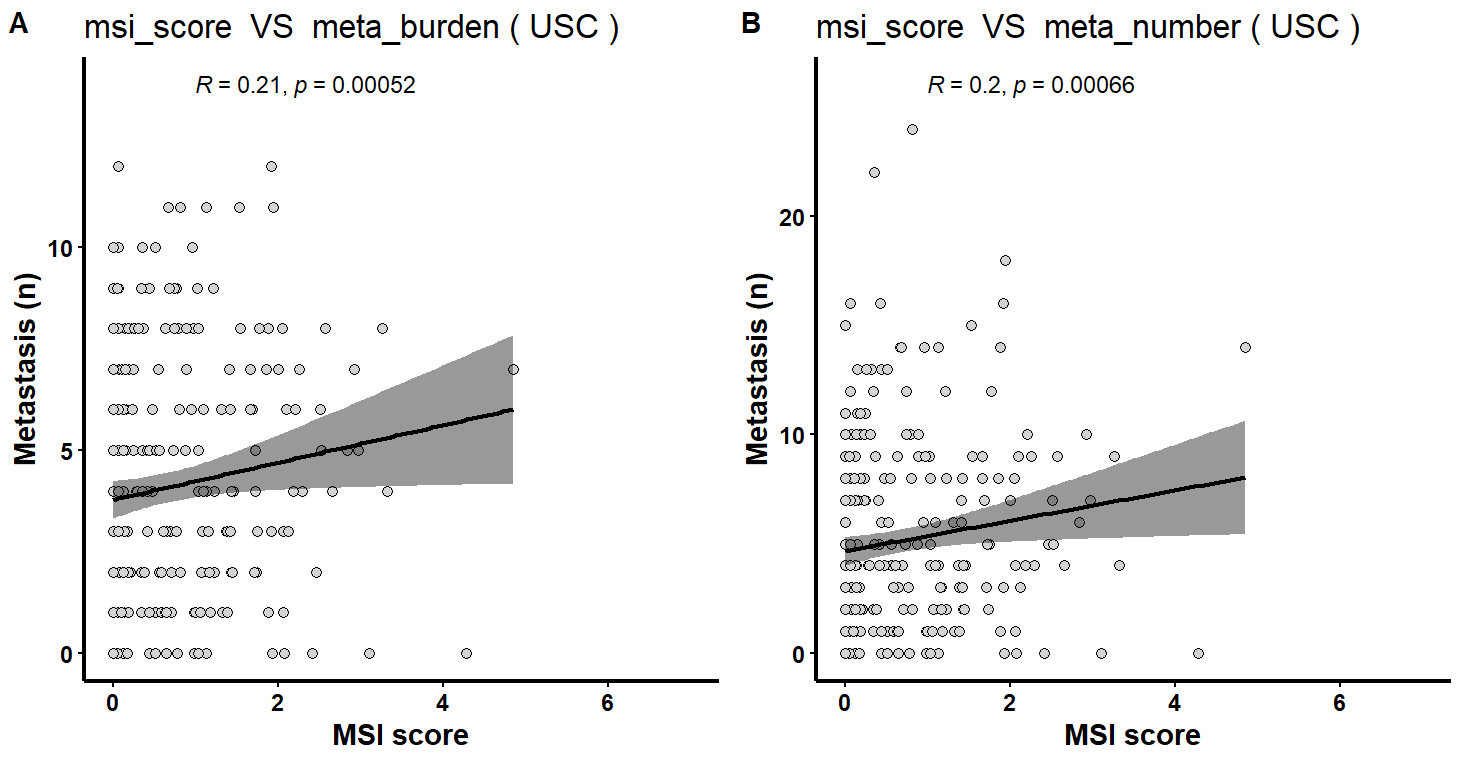 A
msi_score VS meta_burden ( USC )
R = 0.21, p = 0.00052
Metastasis (n)
10
5
0
0 2 4 6
MSI score
B
msi_score VS meta_number ( USC )
R = 0.2, p = 0.00066
Metastasis (n)
20
10
0
0 2 4 6
MSI score